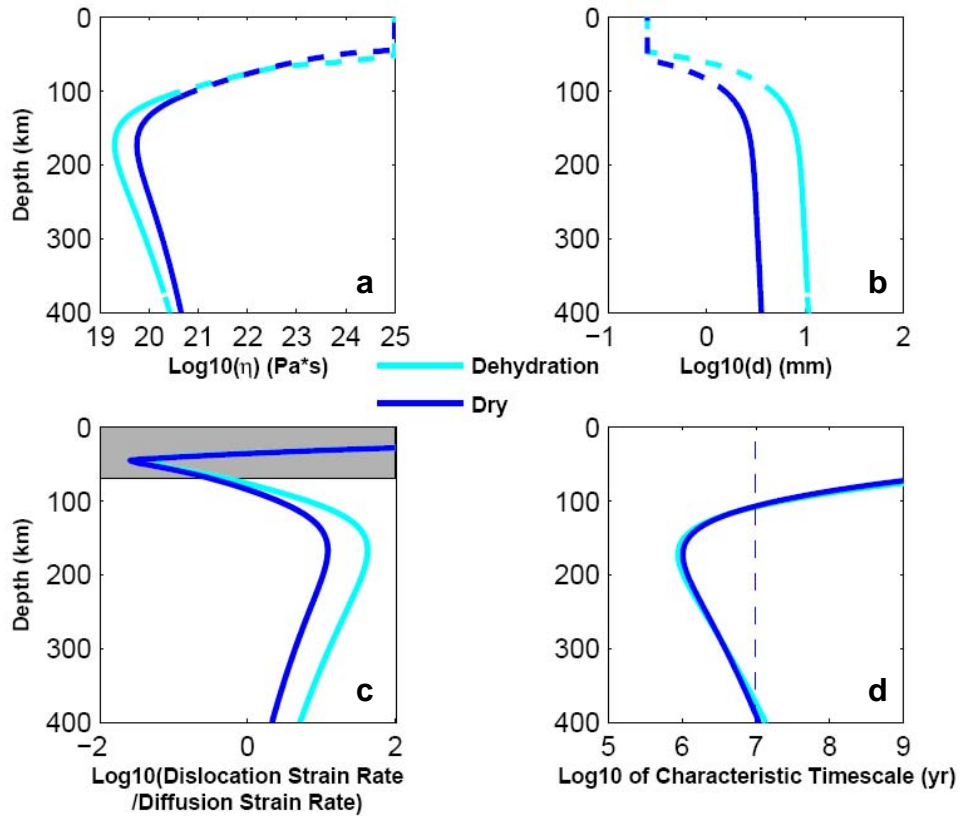 0
100
200
300
400
Depth (km)
a
19 20 21 22 23 24 25
Log10(η) (Pa*s)
0
100
200
300
400
b
−1 0 1 2
Log10(d) (mm)
Dehydration
Dry
0
100
200
300
400
Depth (km)
c
−2 0 2
Log10(Dislocation Strain Rate
/Diffusion Strain Rate)
0
100
200
300
400
d
5 6 7 8 9
Log10 of Characteristic Timescale (yr)